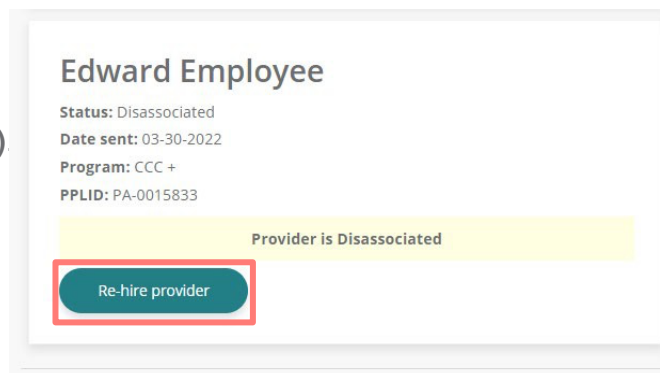 Edward Employee
Status: Disassociated
Date sent: 03-30-2022
Program: CCC +
PPLID: PA-0015833
Provider is Disassociated
Re-hire provider
).